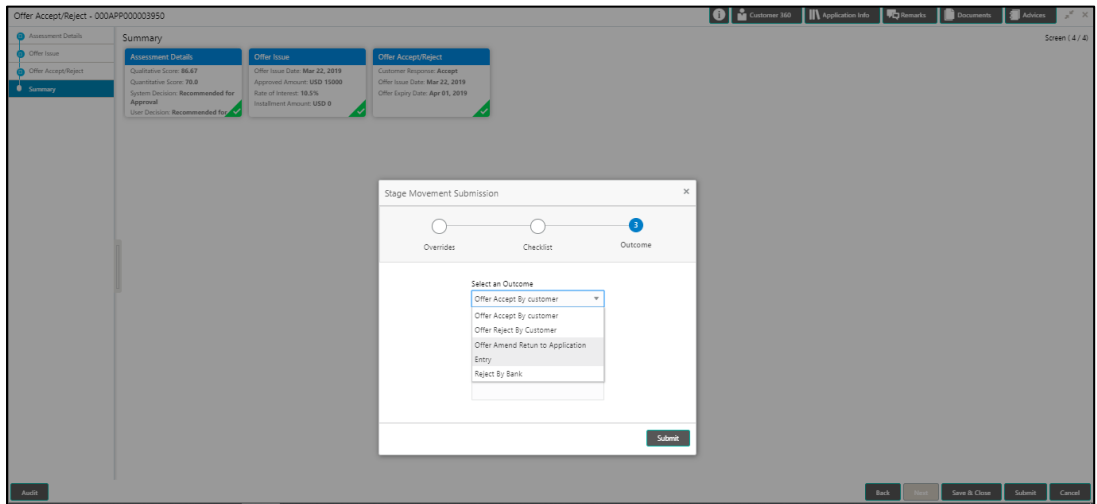 Offer Accept/Reject - 000APP000003950
Customer 360
Application Info
Remarks
Documents
Advices
Assessment Details
Offer Issue
Offer Accept/Reject
Summary
Summary
Screen ( 4 / 4)
Assessment Details
Qualitative Score: 86.67
Quantitative Score: 70.0
System Decision: Recommended for
Approval
User Decision: Recommended for
Offer Issue
Offer Issue Date: Mar 22, 2019
Approved Amount: USD 15000
Rate of Interest: 10.5%
Installment Amount: USD 0
Offer Accept/Reject
Customer Response: Accept
Offer Issue Date: Mar 22, 2019
Offer Expiry Date: Apr 01, 2019
Stage Movement Submission
3
Overrides
Checklist
Outcome
Select an Outcome
Offer Accept By customer
Offer Accept By customer
Offer Reject By Customer
Offer Amend Retun to Application
Entry
Reject By Bank
Submit
Audit
Back
Next
Save & Close
Submit
Cancel